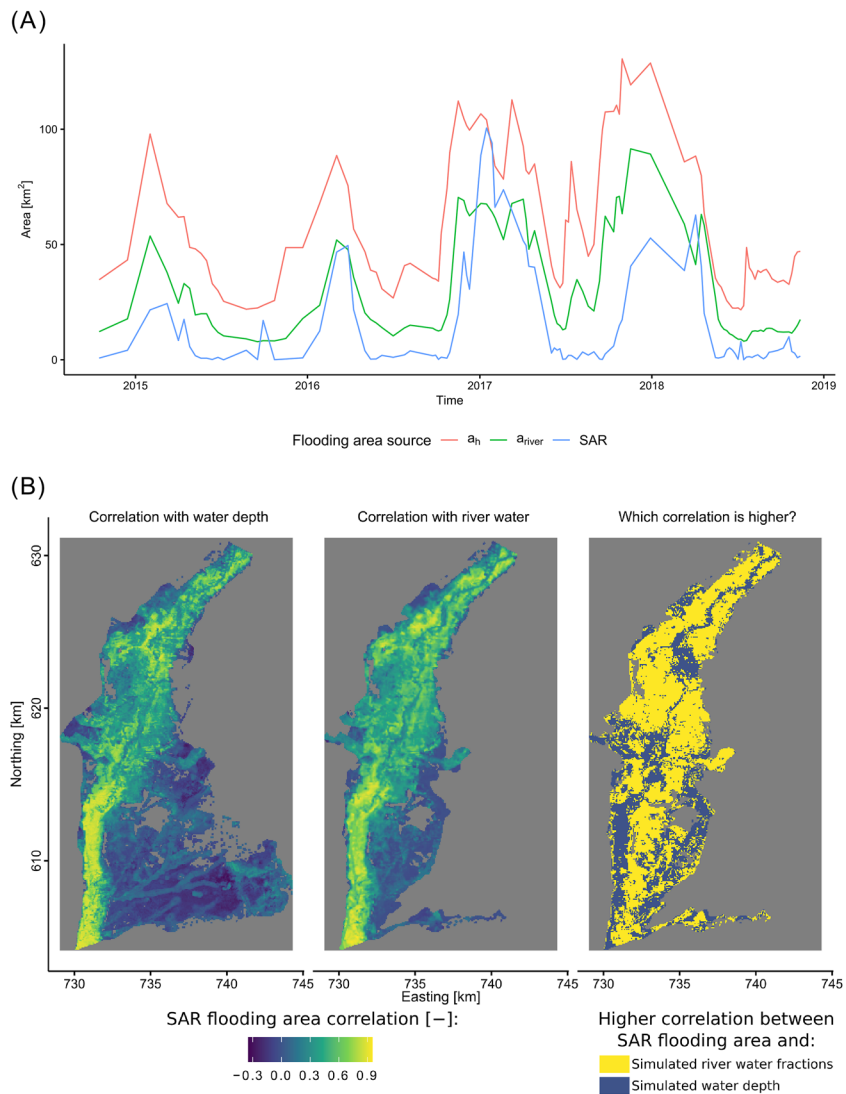 (A)
100
50
0
Area [km²]
2015 2016 2017 2018 2019
Time
Flooding area source — a_h — a_river — SAR
(B)
Correlation with water depth Correlation with river water Which correlation is higher?
630
620
610
Northing [km]
730 735 740 745 730 735 740 745 730 735 740 745
Easting [km]
SAR flooding area correlation [−]:
−0.3 0.0 0.3 0.6 0.9
Higher correlation between
SAR flooding area and:
Simulated river water fractions
Simulated water depth